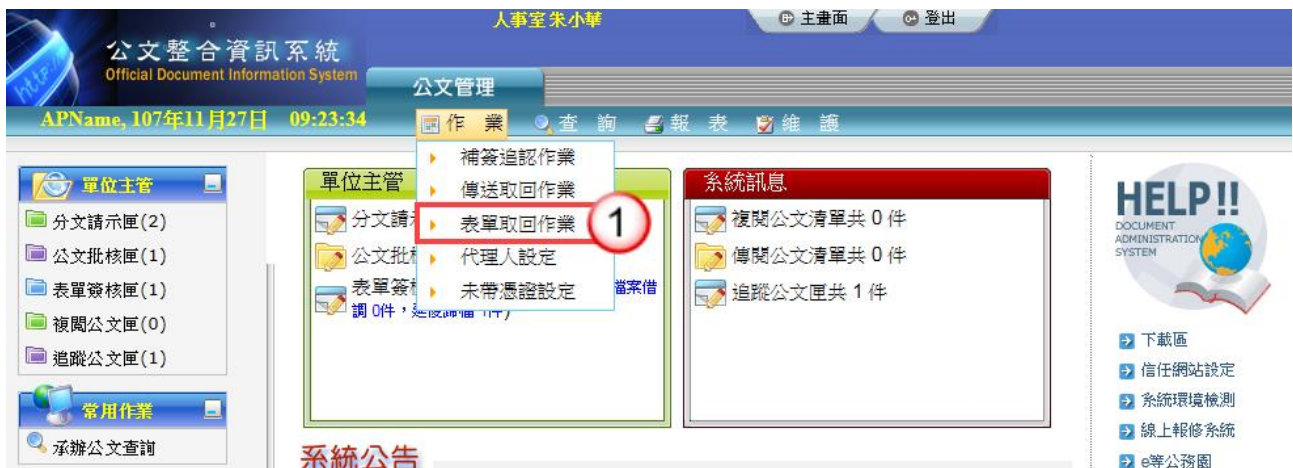 人事室朱小華
主畫面
登出
公文整合資訊系統
Official Document Information System
公文管理
APName, 107年11月27日 09:23:34
作 業
查 詢
報 表
維 護
補簽追認作業
傳送取回作業
表單取回作業
代理人設定
未帶憑證設定
1
單位主管
分文請示匣(2)
公文批核匣(1)
表單簽核匣(1)
複閱公文匣(0)
追蹤公文匣(1)
常用作業
承辦公文查詢
單位主管
分文請
公文批
表單簽
檔案借
調 0件,
系統訊息
複閱公文清單共 0 件
傳閱公文清單共 0 件
追蹤公文匣共 1 件
系統公告
HELP !!
DOCUMENT
ADMINISTRATION
SYSTEM
下載區
信任網站設定
系統環境檢測
線上報修系統
e等公務園